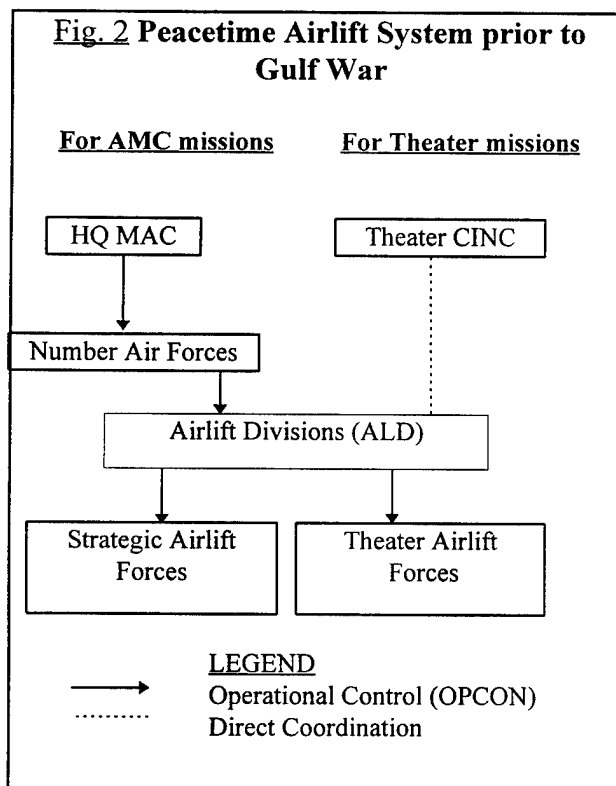 Fig. 2 Peacetime Airlift System prior to
Gulf War
For AMC missions
For Theater missions
HQ MAC
Theater CINC
Number Air Forces
Airlift Divisions (ALD)
Strategic Airlift
Forces
Theater Airlift
Forces
LEGEND
Operational Control (OPCON)
Direct Coordination